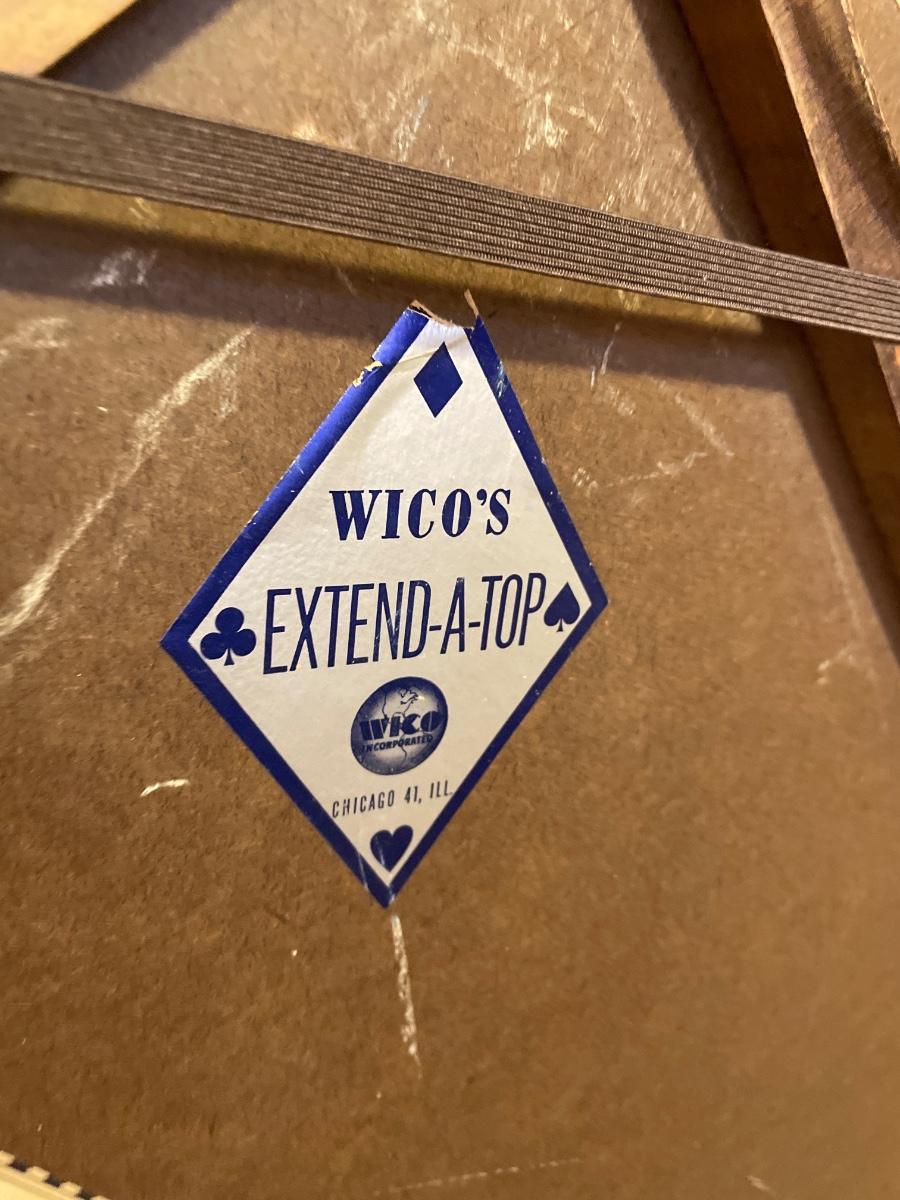 WICO'S
EXTEND-A-TOP
WICO
INCORPORATED
CHICAGO 41, ILL.